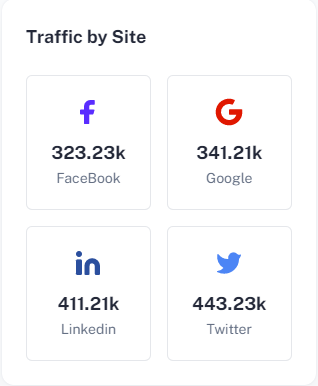 Traffic by Site
323.23k
FaceBook
341.21k
Google
411.21k
Linkedin
443.23k
Twitter